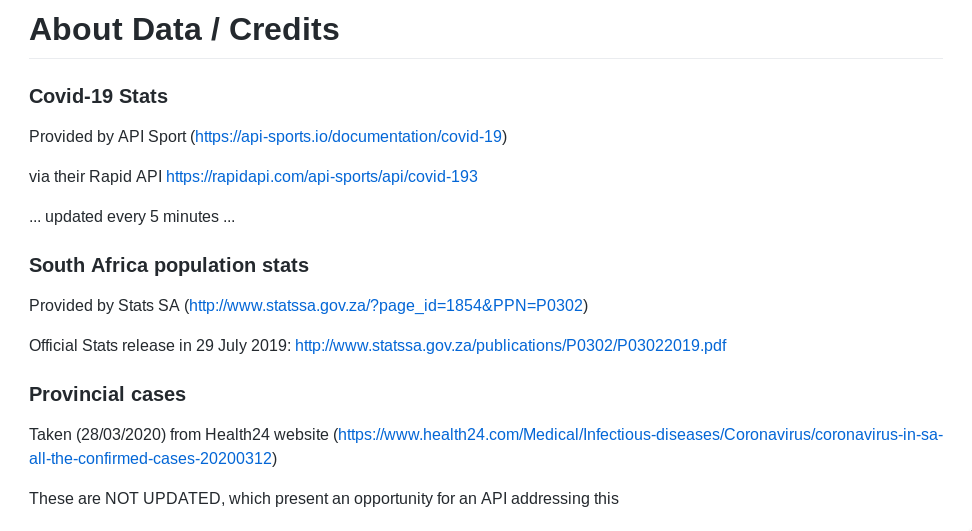 About Data / Credits
Covid-19 Stats
Provided by API Sport (https://api-sports.io/documentation/covid-19)
via their Rapid API https://rapidapi.com/api-sports/api/covid-193
... updated every 5 minutes ...
South Africa population stats
Provided by Stats SA (http://www.statssa.gov.za/?page_id=1854&PPN=P0302)
Official Stats release in 29 July 2019: http://www.statssa.gov.za/publications/P0302/P03022019.pdf
Provincial cases
Taken (28/03/2020) from Health24 website (https://www.health24.com/Medical/Infectious-diseases/Coronavirus/coronavirus-in-sa-
all-the-confirmed-cases-20200312)
These are NOT UPDATED, which present an opportunity for an API addressing this